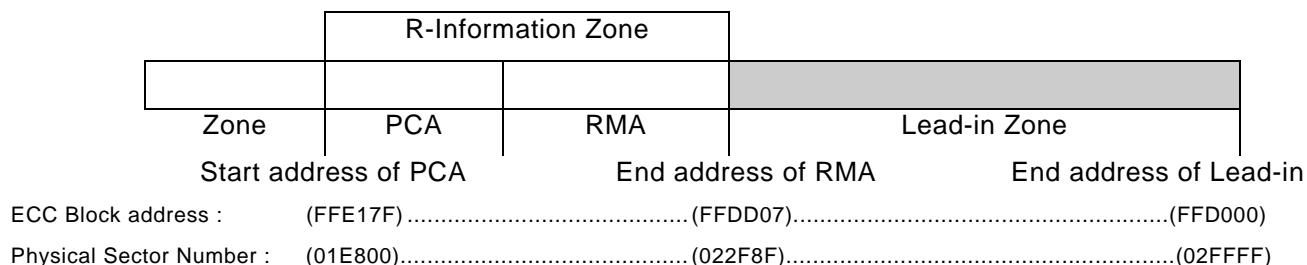 R-Information Zone
Zone PCA RMA Lead-in Zone
Start address of PCA End address of RMA End address of Lead-in
ECC Block address : (FFE17F)..........................................(FFDD07)........................................................(FFD000)
Physical Sector Number : (01E800)...........................................(022F8F)..........................................................(02FFFF)